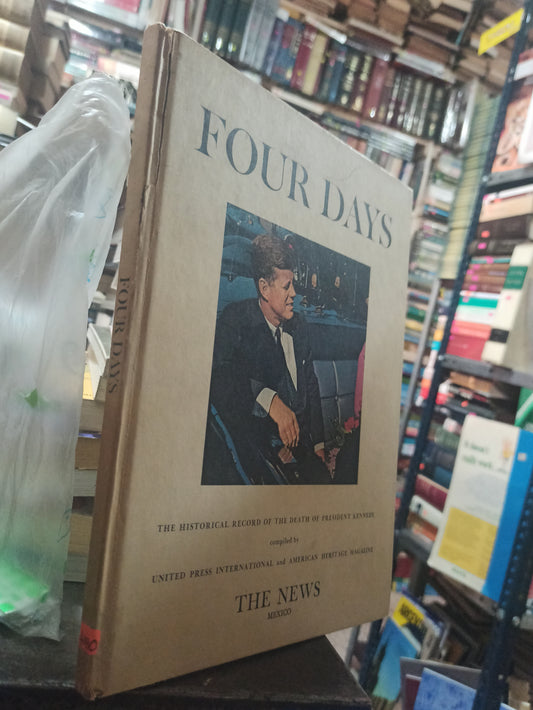 FOUR DAYS
THE HISTORICAL RECORD OF THE DEATH OF PRESIDENT KENNEDY
compiled by
UNITED PRESS INTERNATIONAL and AMERICAN HERITAGE MAGAZINE
THE NEWS
MEXICO
FOUR DAYS